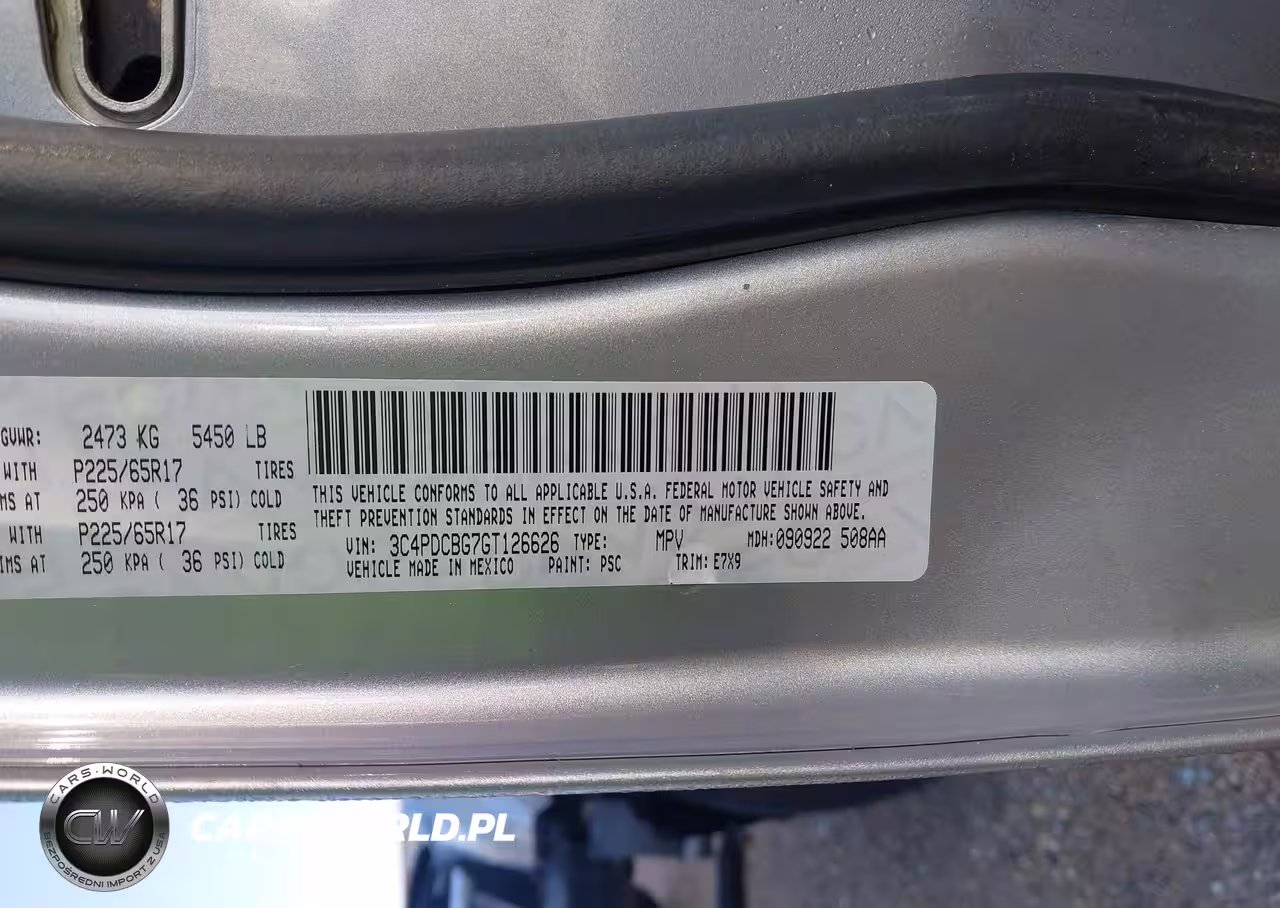 GVWR: 2473 KG 5450 LB
WITH P225/65R17 TIRES
MS AT 250 KPA ( 36 PSI) COLD
WITH P225/65R17 TIRES
IMS AT 250 KPA ( 36 PSI) COLD
THIS VEHICLE CONFORMS TO ALL APPLICABLE U.S.A. FEDERAL MOTOR VEHICLE SAFETY AND
THEFT PREVENTION STANDARDS IN EFFECT ON THE DATE OF MANUFACTURE SHOWN ABOVE.
VIN: 3C4PDCBG7GT126626 TYPE: MPV MDH: 090922 508AA
VEHICLE MADE IN MEXICO PAINT: PSC TRIM: E7X9
CARS-WORLD
CW
BEZPOŚREDNI IMPORT Z USA
CARS-WORLD.PL